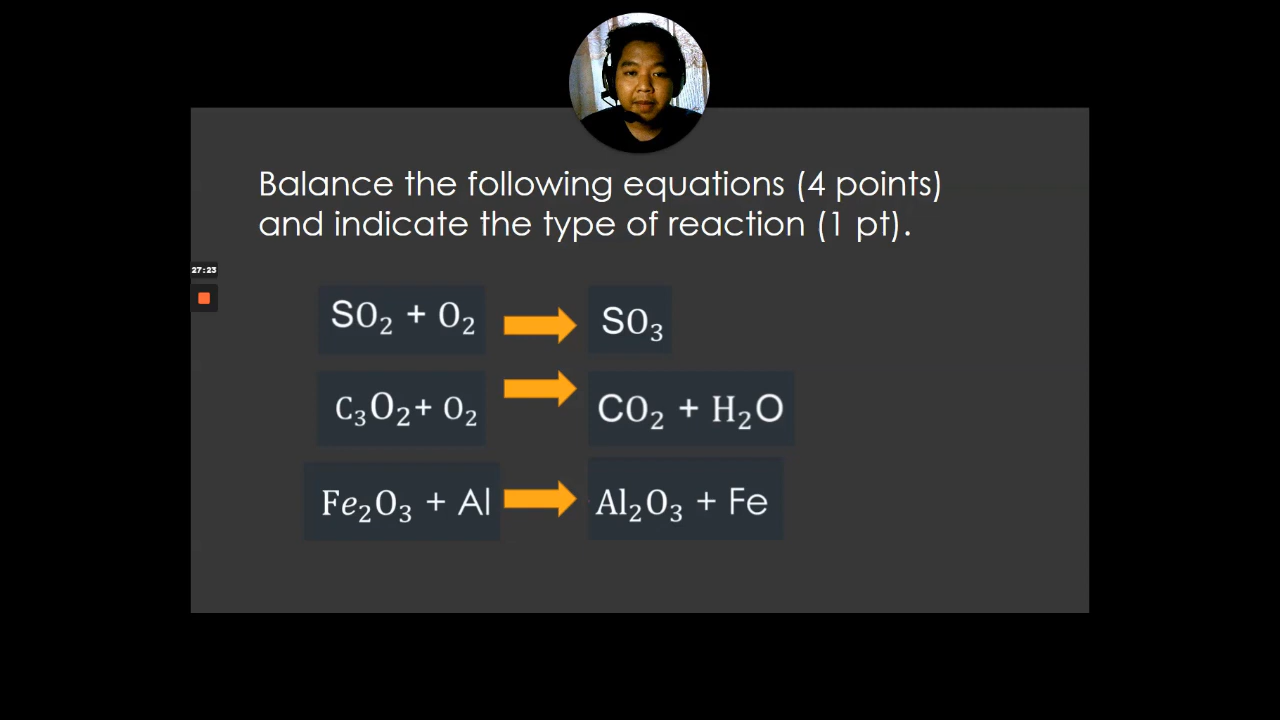 Balance the following equations (4 points)
and indicate the type of reaction (1 pt).
27:23
SO₂ + O₂ SO₃
C₃O₂+ O₂ CO₂ + H₂O
Fe₂O₃ + Al Al₂O₃ + Fe